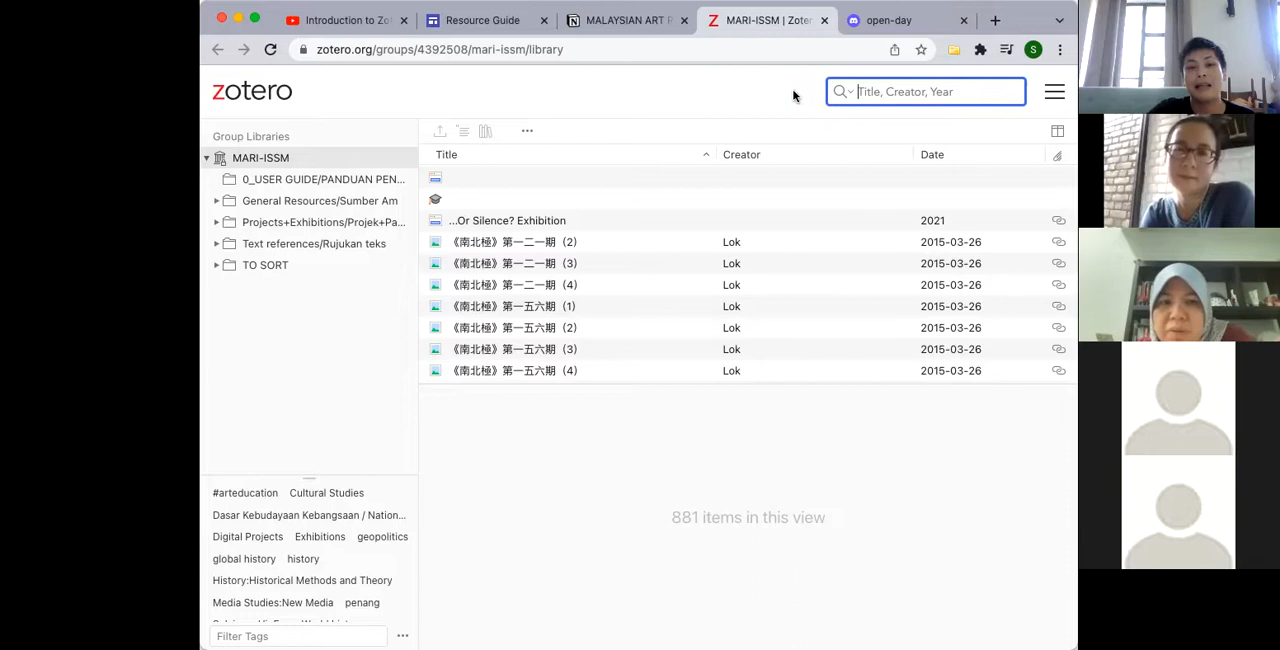 Introduction to Zo
Resource Guide
MALAYSIAN ART R
MARI-ISSM | Zoter
open-day
zotero.org/groups/4392508/mari-issm/library
S
zotero
Title, Creator, Year
Group Libraries
MARI-ISSM
0_USER GUIDE/PANDUAN PEN...
General Resources/Sumber Am
Projects+Exhibitions/Projek+Pa...
Text references/Rujukan teks
TO SORT
Title Creator Date
...Or Silence? Exhibition 2021
《南北極》第一二一期（2） Lok 2015-03-26
《南北極》第一二一期（3） Lok 2015-03-26
《南北極》第一二一期（4） Lok 2015-03-26
《南北極》第一五六期（1） Lok 2015-03-26
《南北極》第一五六期（2） Lok 2015-03-26
《南北極》第一五六期（3） Lok 2015-03-26
《南北極》第一五六期（4） Lok 2015-03-26
881 items in this view
#arteducation Cultural Studies
Dasar Kebudayaan Kebangsaan / Nation...
Digital Projects Exhibitions geopolitics
global history history
History:Historical Methods and Theory
Media Studies:New Media penang
Filter Tags